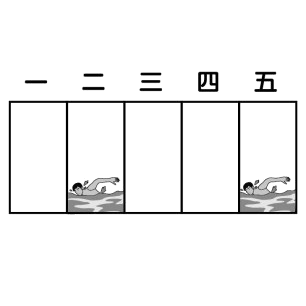 一 二 三 四 五